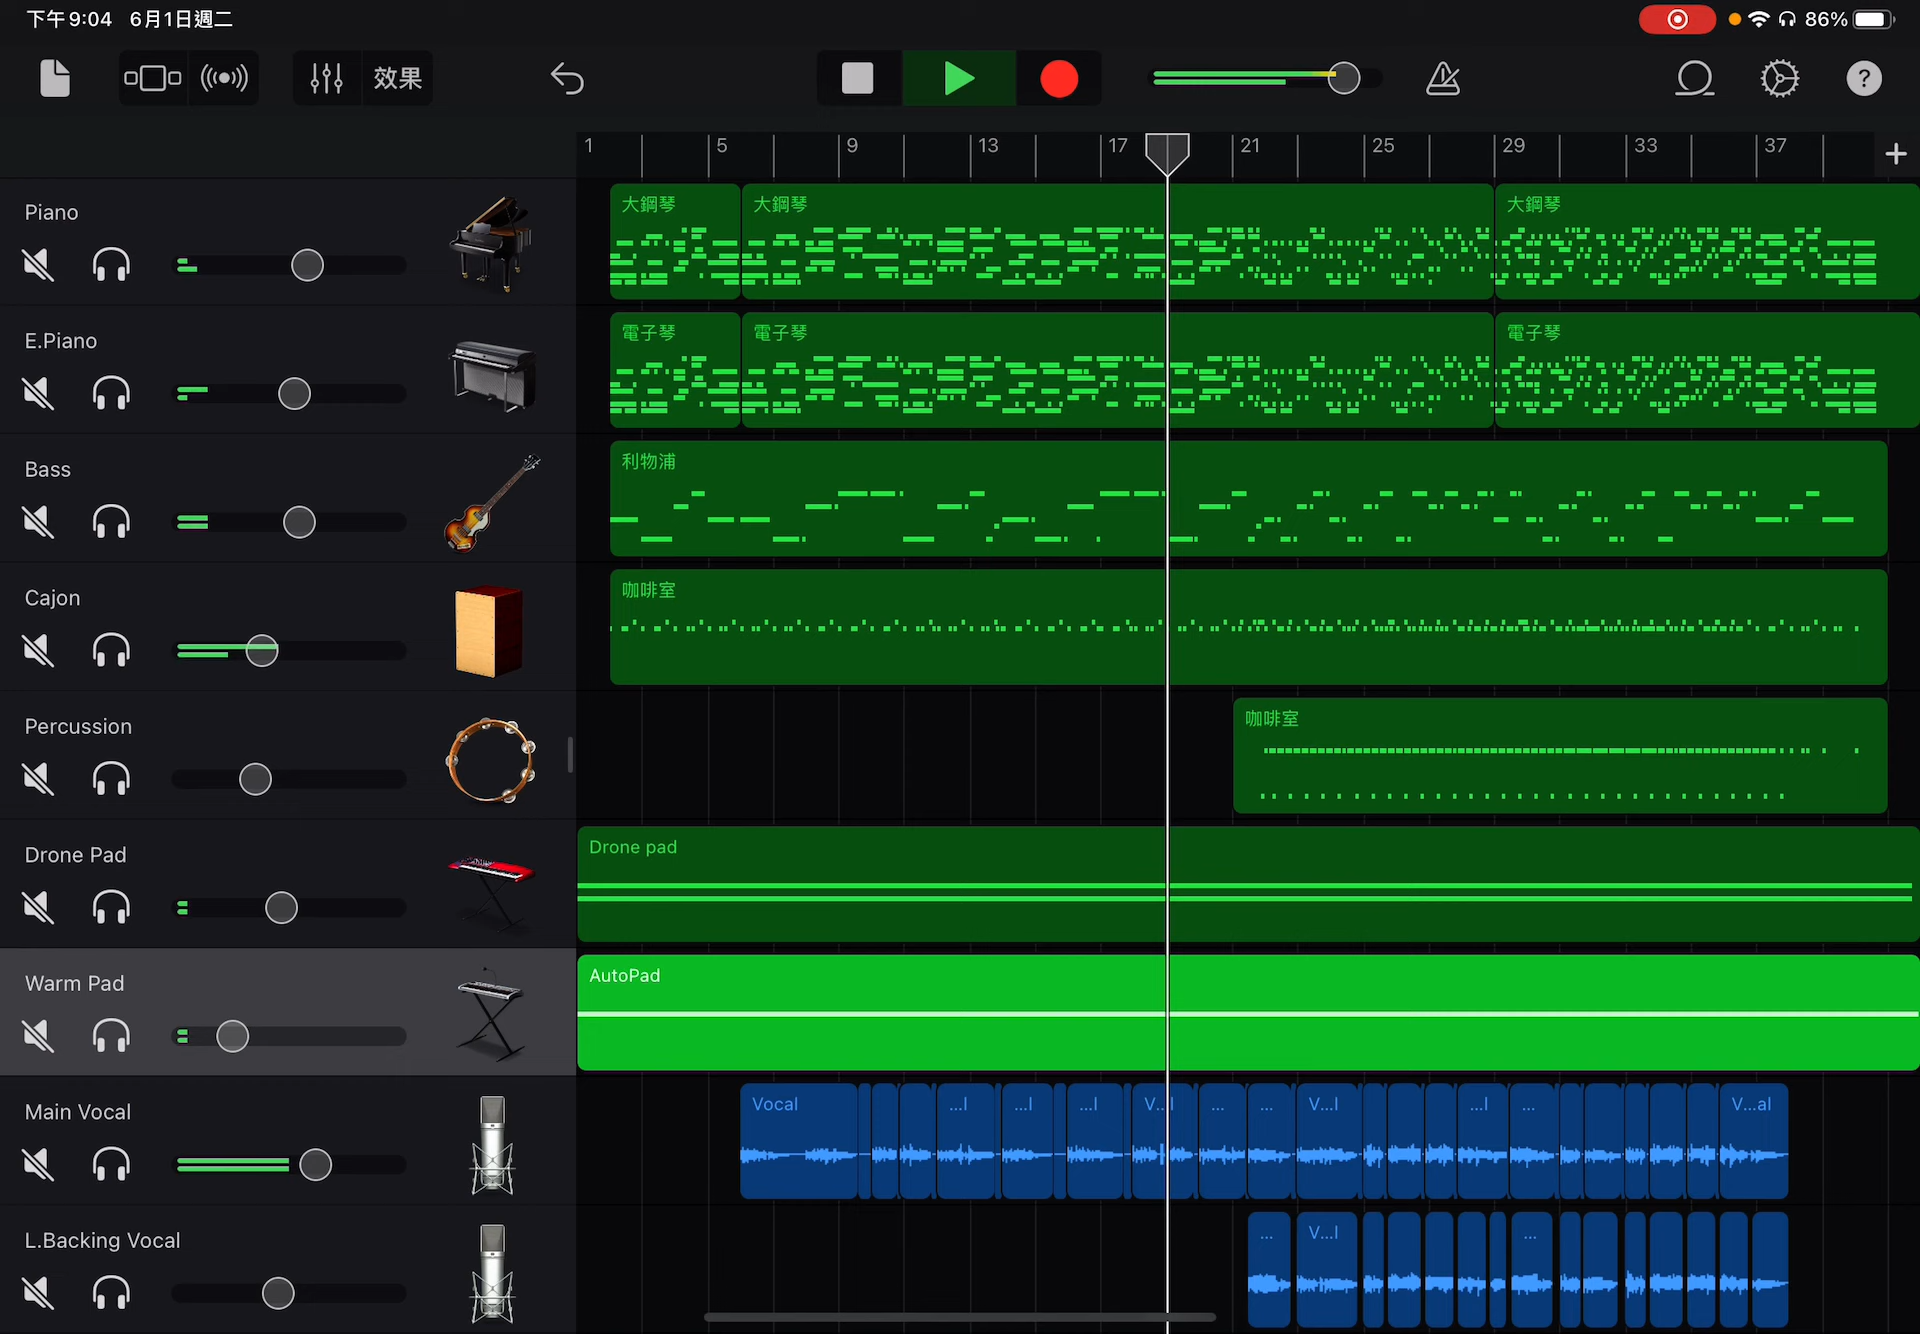 下午9:04 6月1日週二
86%
效果
?
1 5 9 13 17 21 25 29 33 37
Piano
大鋼琴 大鋼琴 大鋼琴
E.Piano
電子琴 電子琴 電子琴
Bass
利物浦
Cajon
咖啡室
Percussion
咖啡室
Drone Pad
Drone pad
Warm Pad
AutoPad
Main Vocal
Vocal ...l ...l ...l V...l ... ... V...l ...l ... V...al
L.Backing Vocal
... V...l ...